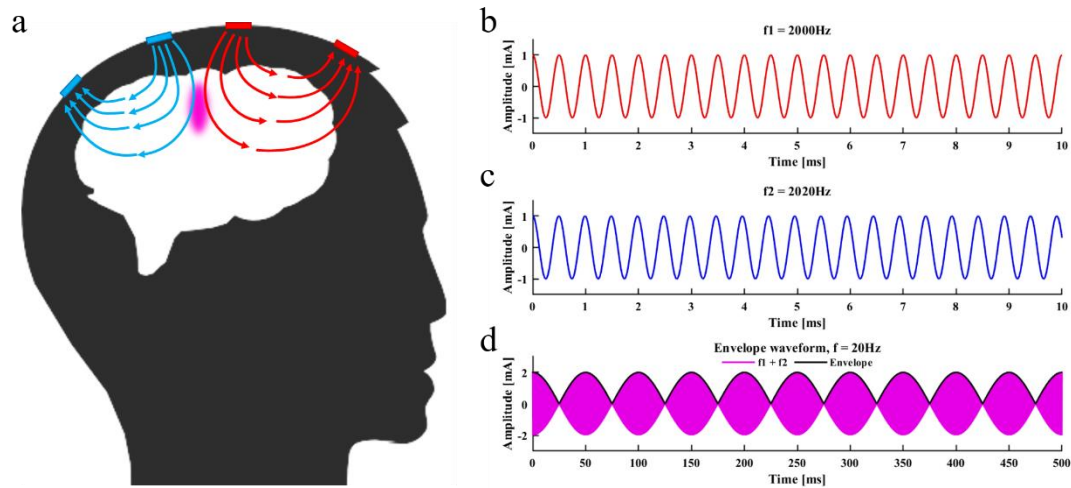 a
b
f1 = 2000Hz
Amplitude [mA]
1
0
-1
0 1 2 3 4 5 6 7 8 9 10
Time [ms]
c
f2 = 2020Hz
Amplitude [mA]
1
0
-1
0 1 2 3 4 5 6 7 8 9 10
Time [ms]
d
Envelope waveform, f = 20Hz
f1 + f2 Envelope
Amplitude [mA]
2
0
-2
0 50 100 150 200 250 300 350 400 450 500
Time [ms]